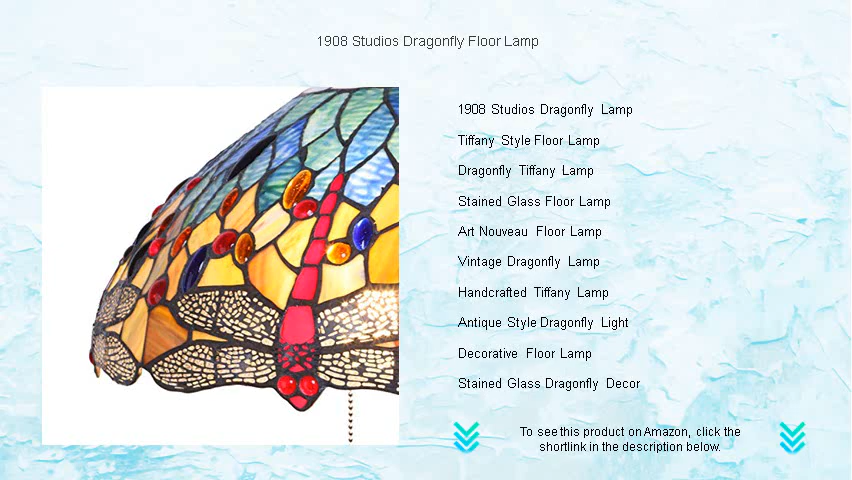 1908 Studios Dragonfly Floor Lamp
1908 Studios Dragonfly Lamp
Tiffany Style Floor Lamp
Dragonfly Tiffany Lamp
Stained Glass Floor Lamp
Art Nouveau Floor Lamp
Vintage Dragonfly Lamp
Handcrafted Tiffany Lamp
Antique Style Dragonfly Light
Decorative Floor Lamp
Stained Glass Dragonfly Decor
To see this product on Amazon, click the
shortlink in the description below.